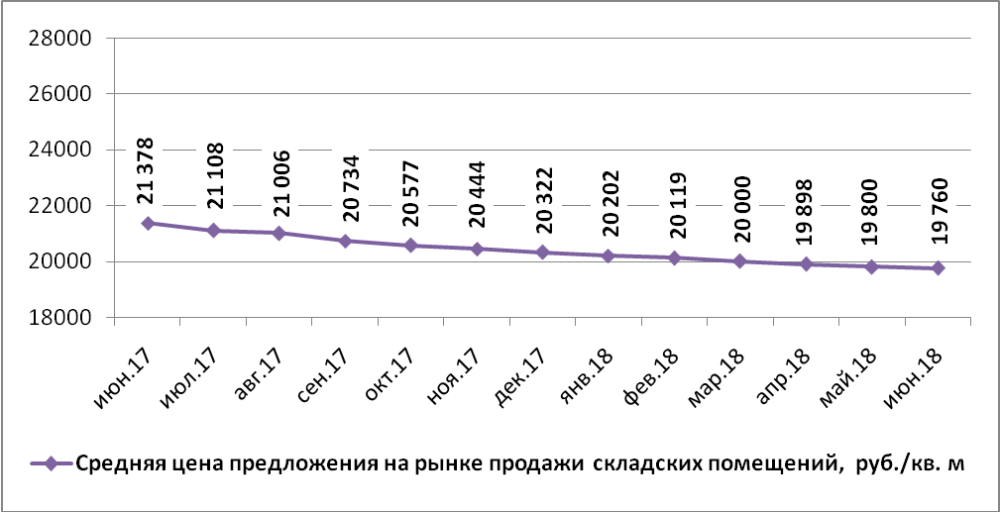 28000
26000
24000
22000
20000
18000
21 378
21 108
21 006
20 734
20 577
20 444
20 322
20 202
20 119
20 000
19 898
19 800
19 760
июн.17
июл.17
авг.17
сен.17
окт.17
ноя.17
дек.17
янв.18
фев.18
мар.18
апр.18
май.18
июн.18
Средняя цена предложения на рынке продажи складских помещений, руб./кв. м